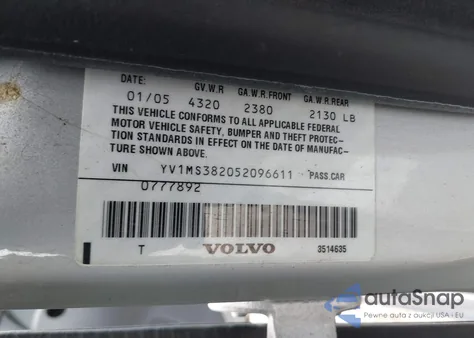 DATE: GV.W.R GA.W.R.FRONT GA.W.R.REAR
01/05 4320 2380 2130 LB
THIS VEHICLE CONFORMS TO ALL APPLICABLE FEDERAL
MOTOR VEHICLE SAFETY, BUMPER AND THEFT PROTEC-
TION STANDARDS IN EFFECT ON THE DATE OF MANUFAC-
TURE SHOWN ABOVE.
VIN YV1MS382052096611 PASS.CAR
0777892
T VOLVO 3514635
autoSnap
Pewne auta z aukcji USA - EU